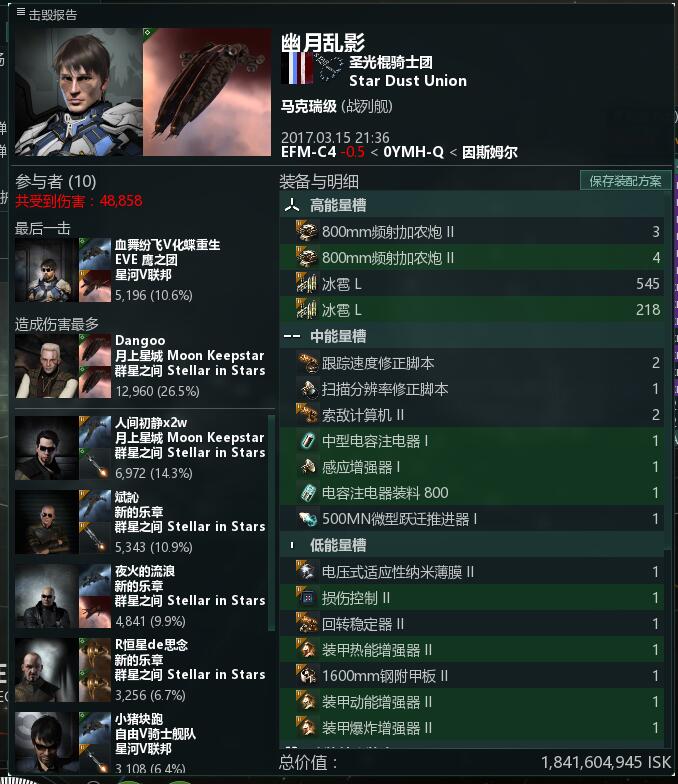 击毁报告
幽月乱影
圣光棍骑士团
Star Dust Union
马克瑞级 (战列舰)
2017.03.15 21:36
EFM-C4 -0.5 < 0YMH-Q < 因斯姆尔
参与者 (10)
共受到伤害：48,858
最后一击
血舞纷飞V化蝶重生
EVE 鹰之团
星河V联邦
5,196 (10.6%)
造成伤害最多
Dangoo
月上星城 Moon Keepstar
群星之间 Stellar in Stars
12,960 (26.5%)
人间初静x2w
月上星城 Moon Keepstar
群星之间 Stellar in Stars
6,972 (14.3%)
斌訫
新的乐章
群星之间 Stellar in Stars
5,343 (10.9%)
夜火的流浪
新的乐章
群星之间 Stellar in Stars
4,841 (9.9%)
R恒星de思念
新的乐章
群星之间 Stellar in Stars
3,256 (6.7%)
小猪快跑
自由V骑士舰队
星河V联邦
3,108 (6.4%)
装备与明细
保存装配方案
高能量槽
800mm频射加农炮 II 3
800mm频射加农炮 II 4
冰雹 L 545
冰雹 L 218
中能量槽
跟踪速度修正脚本 2
扫描分辨率修正脚本 1
索敌计算机 II 2
中型电容注电器 I 1
感应增强器 I 1
电容注电器装料 800 1
500MN微型跃迁推进器 I 1
低能量槽
电压式适应性纳米薄膜 II 1
损伤控制 II 1
回转稳定器 II 1
装甲热能增强器 II 1
1600mm钢附甲板 II 1
装甲动能增强器 II 1
装甲爆炸增强器 II 1
总价值： 1,841,604,945 ISK